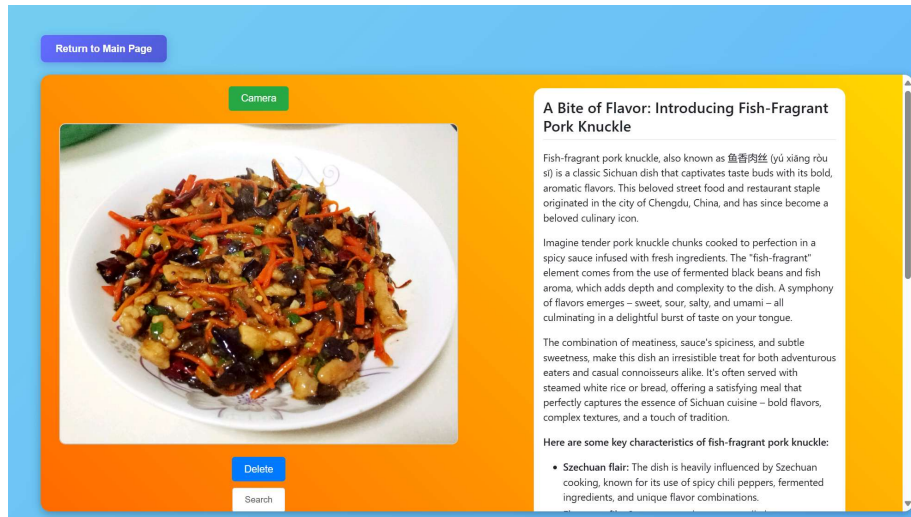 Return to Main Page
Camera
Delete
Search
A Bite of Flavor: Introducing Fish-Fragrant
Pork Knuckle
Fish-fragrant pork knuckle, also known as 鱼香肉丝 (yú xiāng ròu
sī) is a classic Sichuan dish that captivates taste buds with its bold,
aromatic flavors. This beloved street food and restaurant staple
originated in the city of Chengdu, China, and has since become a
beloved culinary icon.
Imagine tender pork knuckle chunks cooked to perfection in a
spicy sauce infused with fresh ingredients. The "fish-fragrant"
element comes from the use of fermented black beans and fish
aroma, which adds depth and complexity to the dish. A symphony
of flavors emerges – sweet, sour, salty, and umami – all
culminating in a delightful burst of taste on your tongue.
The combination of meatiness, sauce's spiciness, and subtle
sweetness, make this dish an irresistible treat for both adventurous
eaters and casual connoisseurs alike. It's often served with
steamed white rice or bread, offering a satisfying meal that
perfectly captures the essence of Sichuan cuisine – bold flavors,
complex textures, and a touch of tradition.
Here are some key characteristics of fish-fragrant pork knuckle:
• Szechuan flair: The dish is heavily influenced by Szechuan
cooking, known for its use of spicy chili peppers, fermented
ingredients, and unique flavor combinations.